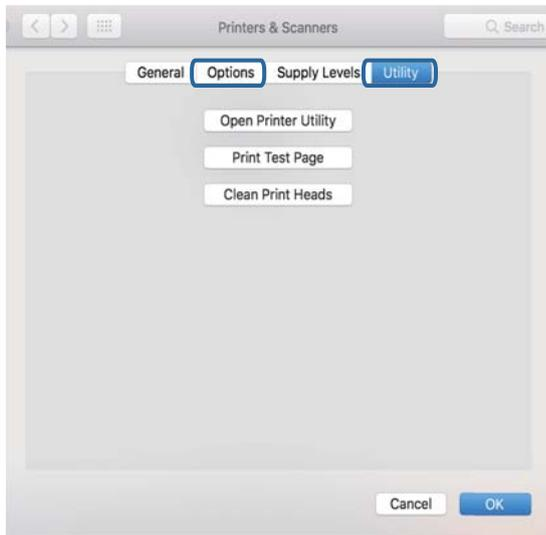 Printers & Scanners Search
General Options Supply Levels Utility
Open Printer Utility
Print Test Page
Clean Print Heads
Cancel OK